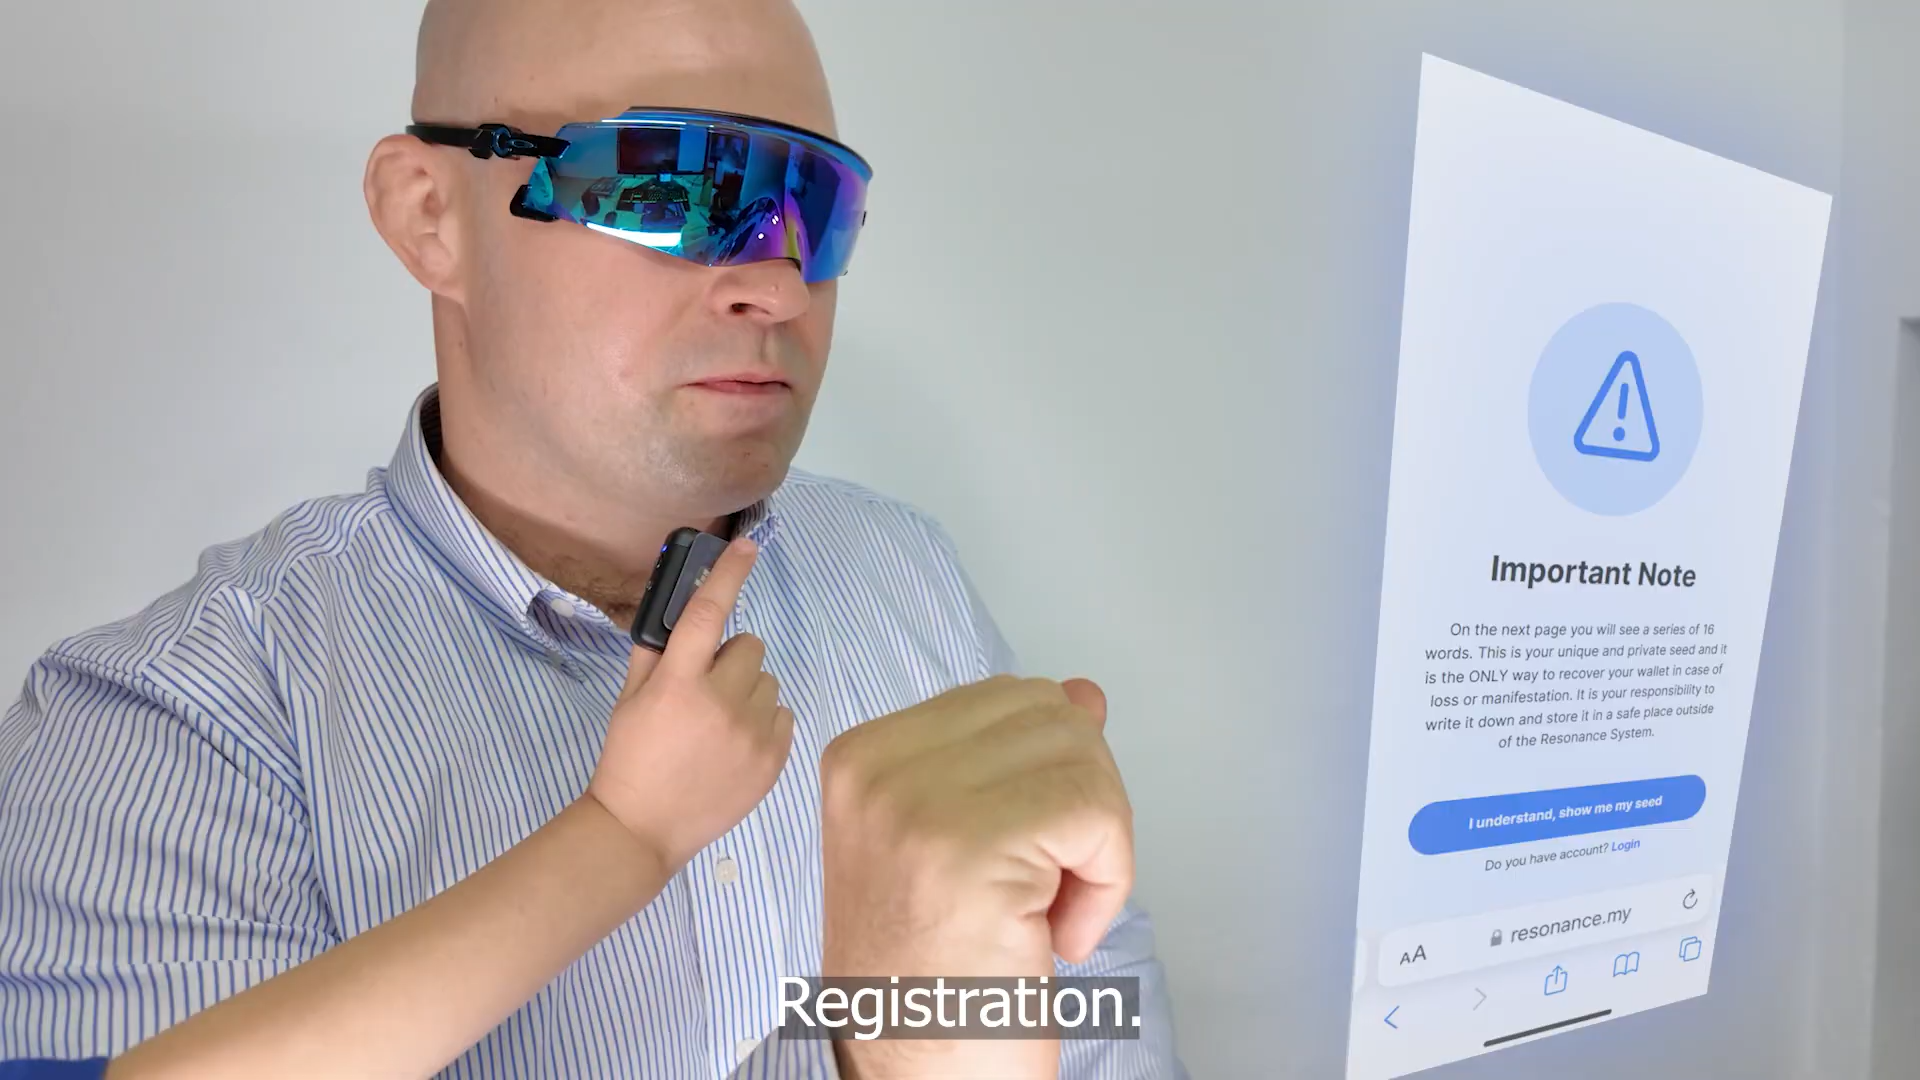 Important Note
On the next page you will see a series of 16
words. This is your unique and private seed and it
is the ONLY way to recover your wallet in case of
loss or manifestation. It is your responsibility to
write it down and store it in a safe place outside
of the Resonance System.
I understand, show me my seed
Do you have account? Login
AA resonance.my
Registration.